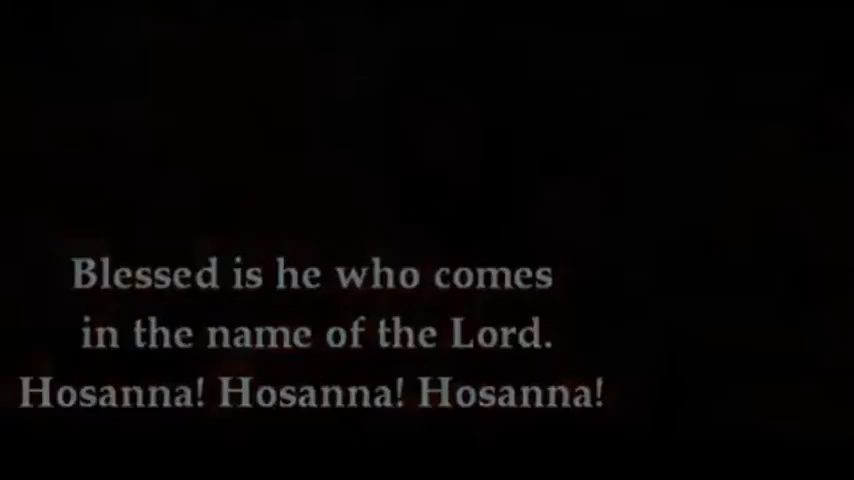 Blessed is he who comes
in the name of the Lord.
Hosanna! Hosanna! Hosanna!